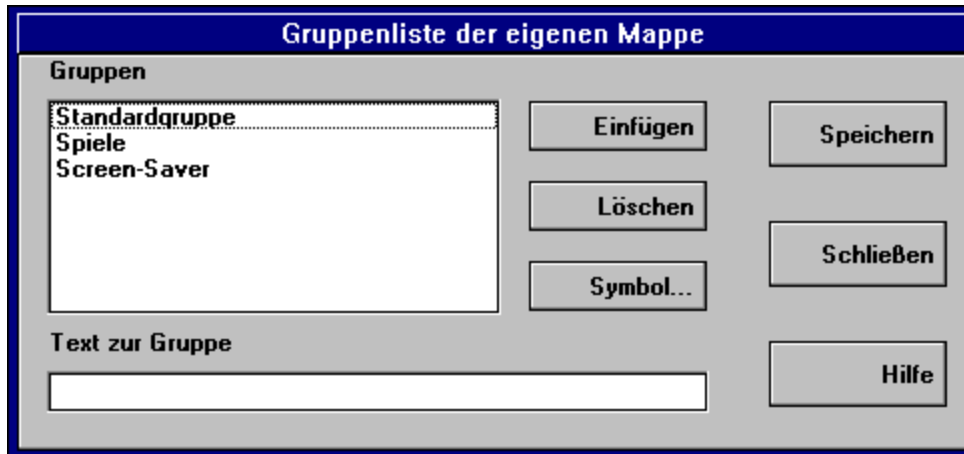 Gruppenliste der eigenen Mappe
Gruppen
Standardgruppe
Spiele
Screen-Saver
Einfügen
Löschen
Symbol...
Speichern
Schließen
Hilfe
Text zur Gruppe